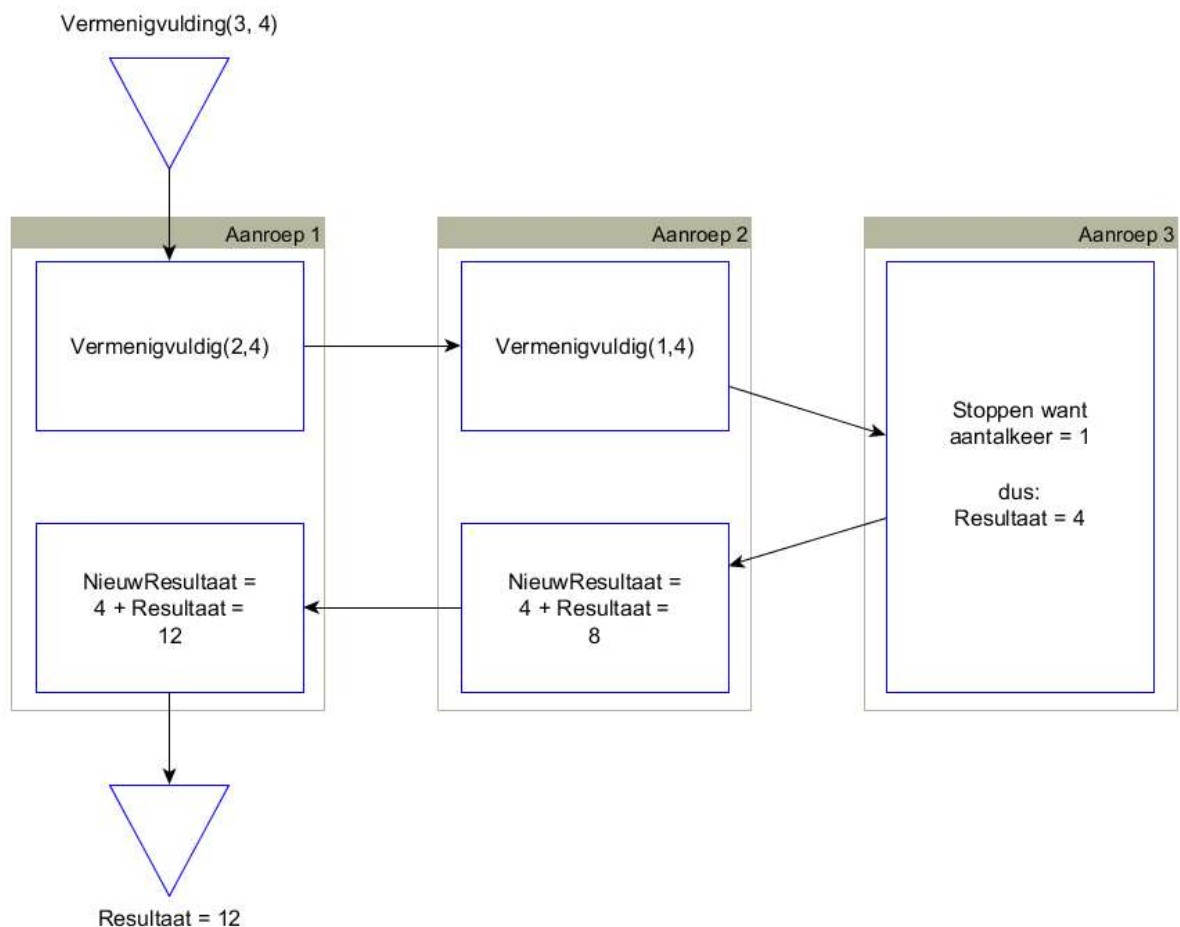 Vermenigvulding(3, 4)
Aanroep 1
Vermenigvuldig(2,4)
NieuwResultaat =
4 + Resultaat =
12
Aanroep 2
Vermenigvuldig(1,4)
NieuwResultaat =
4 + Resultaat =
8
Aanroep 3
Stoppen want
aantalkeer = 1
dus:
Resultaat = 4
Resultaat = 12